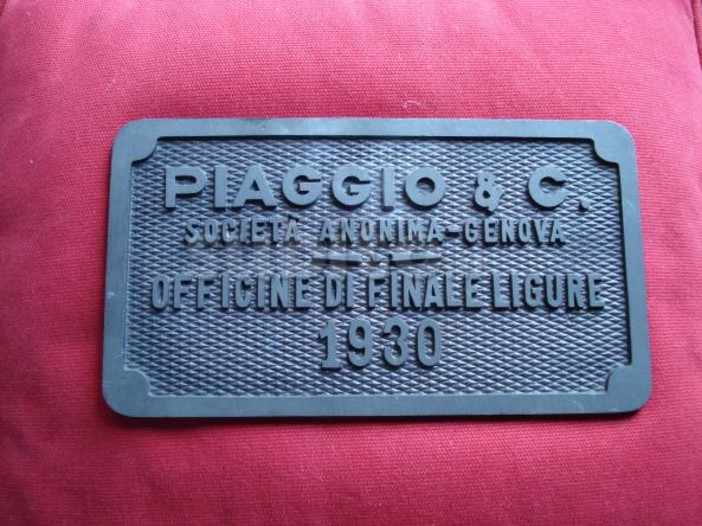 PIAGGIO & C.
SOCIETÀ ANONIMA-GENOVA
OFFICINE DI FINALE LIGURE
1930